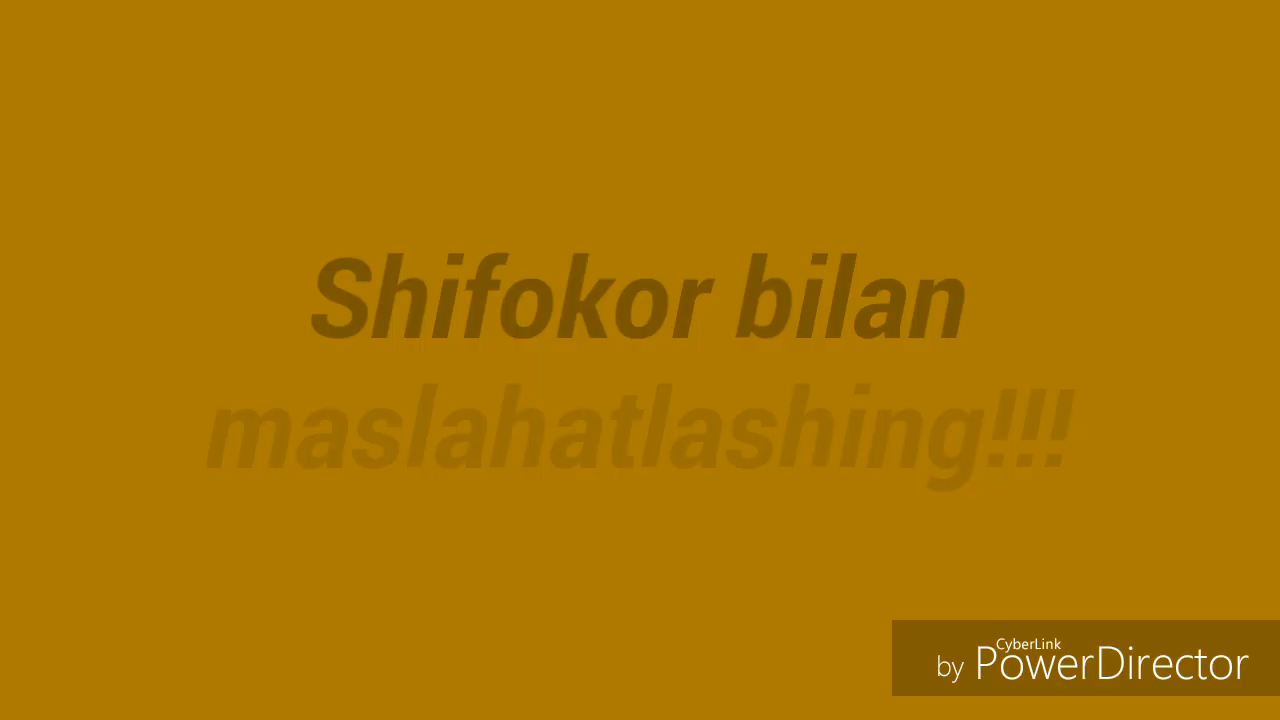 Shifokor bilan
maslahatlashing!!!
CyberLink
by PowerDirector